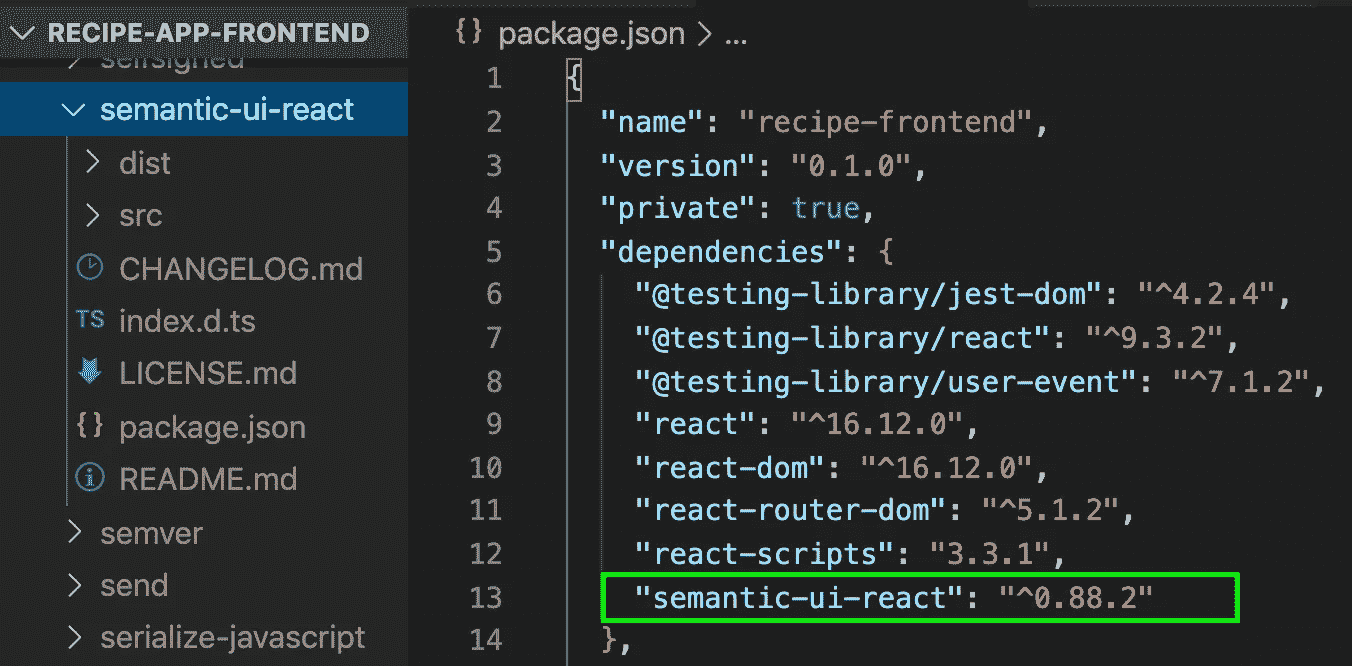 RECIPE-APP-FRONTEND
selfsigned
semantic-ui-react
dist
src
CHANGELOG.md
TS index.d.ts
LICENSE.md
{} package.json
README.md
semver
send
serialize-javascript
{} package.json > ...
1 {
2 "name": "recipe-frontend",
3 "version": "0.1.0",
4 "private": true,
5 "dependencies": {
6 "@testing-library/jest-dom": "^4.2.4",
7 "@testing-library/react": "^9.3.2",
8 "@testing-library/user-event": "^7.1.2",
9 "react": "^16.12.0",
10 "react-dom": "^16.12.0",
11 "react-router-dom": "^5.1.2",
12 "react-scripts": "3.3.1",
13 "semantic-ui-react": "^0.88.2"
14 },